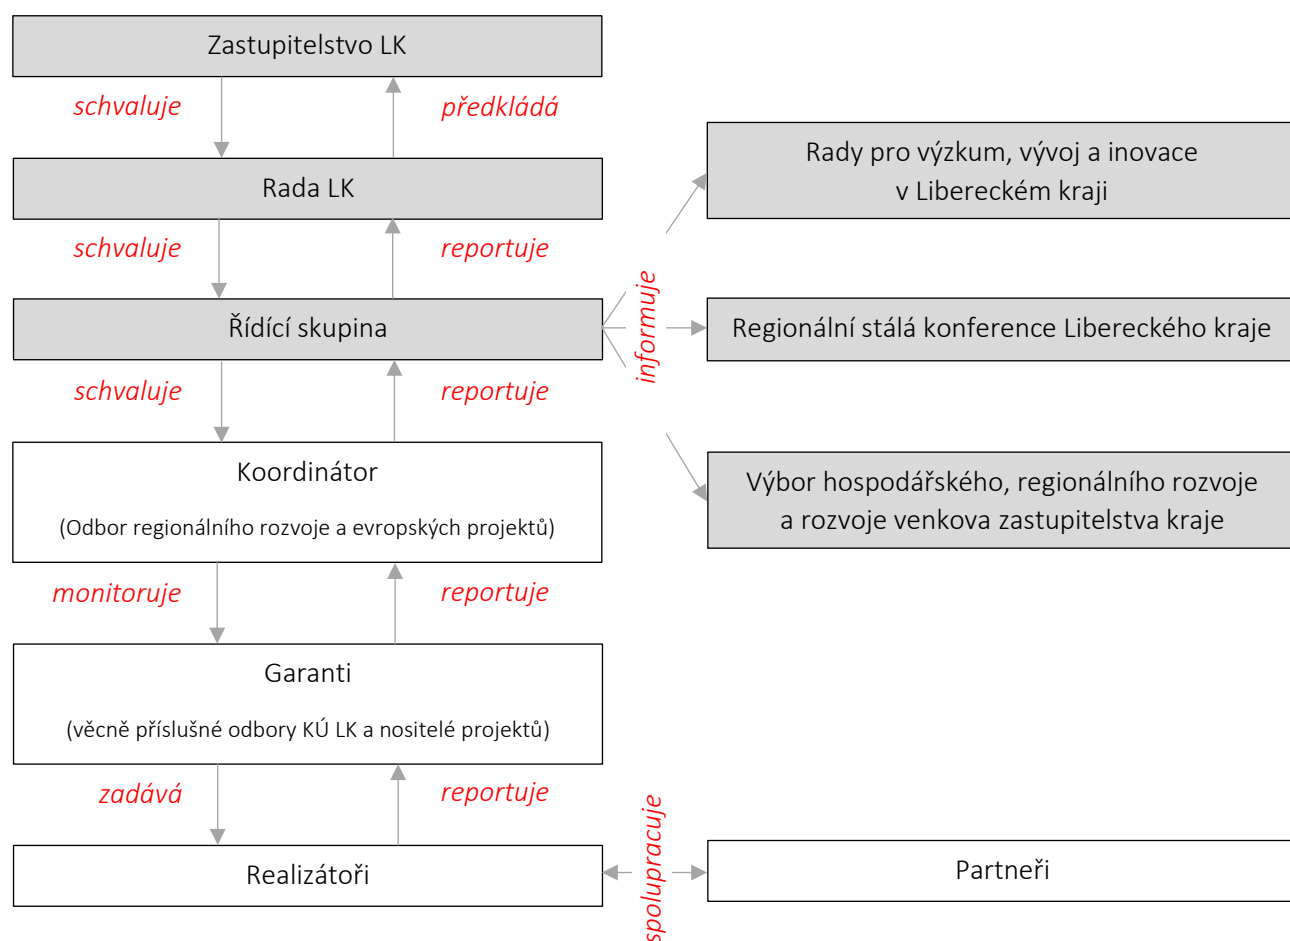 Zastupitelstvo LK
schvaluje
předkládá
Rada LK
schvaluje
reportuje
Řídící skupina
schvaluje
reportuje
informuje
Rady pro výzkum, vývoj a inovace
v Libereckém kraji
Regionální stálá konference Libereckého kraje
Výbor hospodářského, regionálního rozvoje
a rozvoje venkova zastupitelstva kraje
Koordinátor
(Odbor regionálního rozvoje a evropských projektů)
monitoruje
reportuje
Garanti
(věcně příslušné odbory KÚ LK a nositelé projektů)
zadává
reportuje
Realizátoři
spolupracuje
Partneři